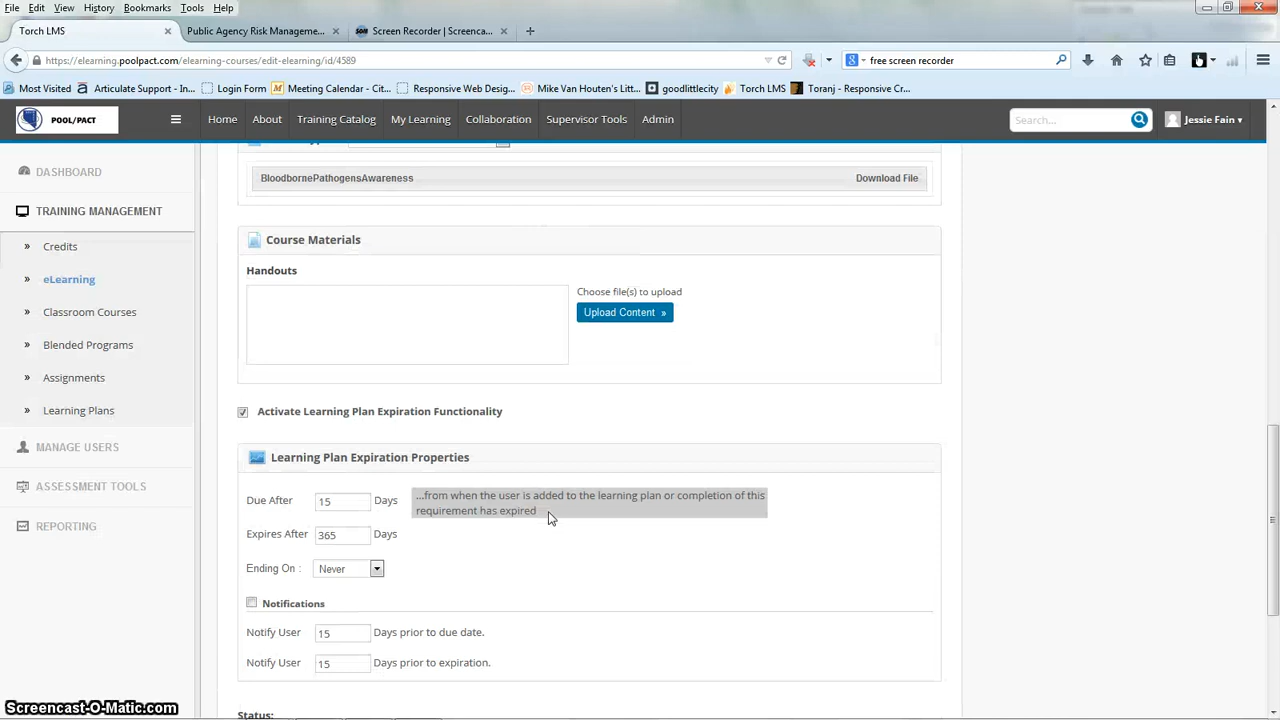 File Edit View History Bookmarks Tools Help
Torch LMS × Public Agency Risk Manageme... × Screen Recorder | Screenca... × +
https://elearning.poolpact.com/elearning-courses/edit-elearning/id/4589 free screen recorder
Most Visited Articulate Support - In... Login Form Meeting Calendar - Cit... Responsive Web Desig... Mike Van Houten's Litt... goodlittlecity Torch LMS Toranj - Responsive Cr...
POOL/PACT Home About Training Catalog My Learning Collaboration Supervisor Tools Admin Search... Jessie Fain
DASHBOARD
TRAINING MANAGEMENT
» Credits
» eLearning
» Classroom Courses
» Blended Programs
» Assignments
» Learning Plans
MANAGE USERS
ASSESSMENT TOOLS
REPORTING
BloodbornePathogensAwareness Download File
Course Materials
Handouts
Choose file(s) to upload
Upload Content »
Activate Learning Plan Expiration Functionality
Learning Plan Expiration Properties
Due After 15 Days ...from when the user is added to the learning plan or completion of this
requirement has expired
Expires After 365 Days
Ending On : Never
Notifications
Notify User 15 Days prior to due date.
Notify User 15 Days prior to expiration.
Status:
Screencast-O-Matic.com